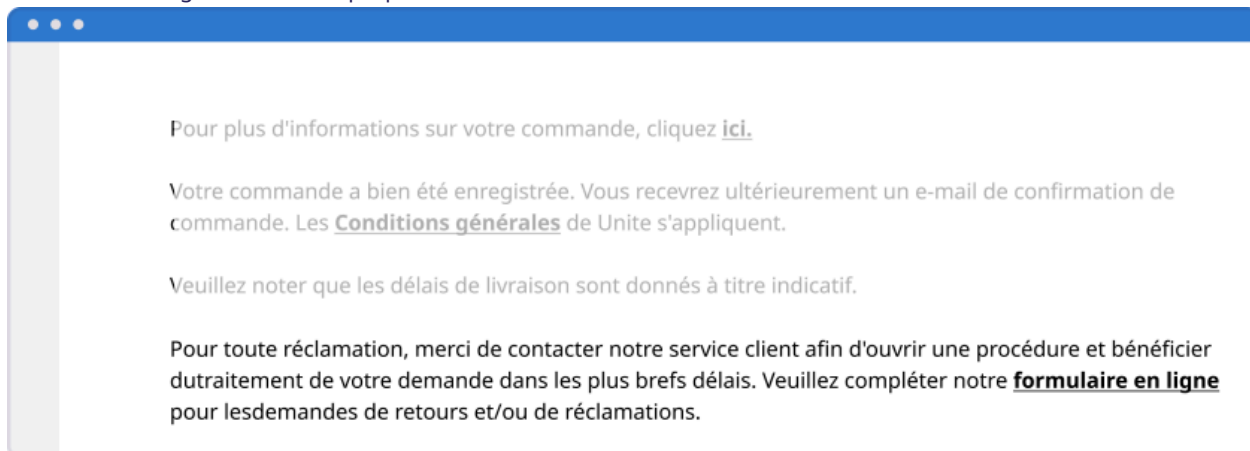 Pour plus d'informations sur votre commande, cliquez ici.
Votre commande a bien été enregistrée. Vous recevrez ultérieurement un e-mail de confirmation de
commande. Les Conditions générales de Unite s'appliquent.
Veuillez noter que les délais de livraison sont donnés à titre indicatif.
Pour toute réclamation, merci de contacter notre service client afin d'ouvrir une procédure et bénéficier
dutraitement de votre demande dans les plus brefs délais. Veuillez compléter notre formulaire en ligne
pour lesdemandes de retours et/ou de réclamations.